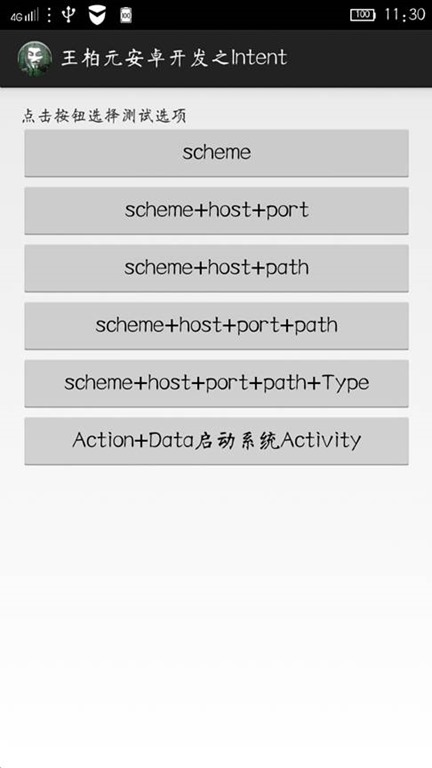 4G 100 11:30
王柏元安卓开发之Intent
点击按钮选择测试选项
scheme
scheme+host+port
scheme+host+path
scheme+host+port+path
scheme+host+port+path+Type
Action+Data启动系统Activity